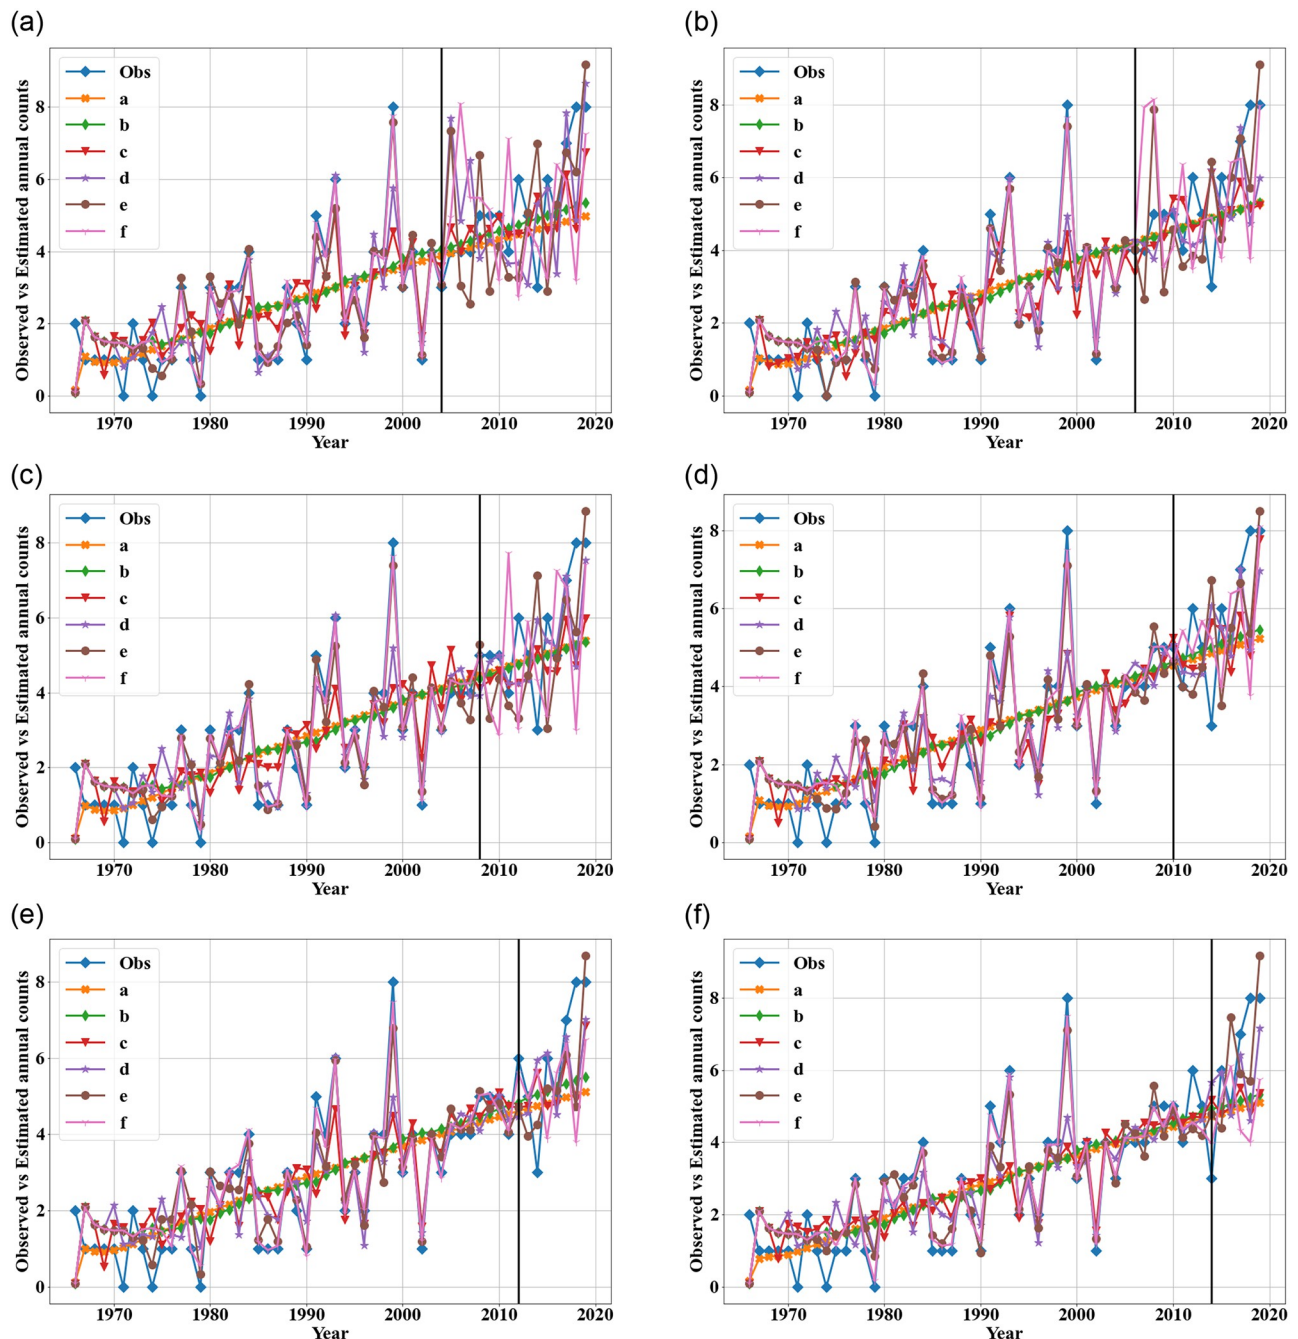 (a)
Observed vs Estimated annual counts
8
6
4
2
0
Obs
a
b
c
d
e
f
1970 1980 1990 2000 2010 2020
Year
(b)
Observed vs Estimated annual counts
8
6
4
2
0
Obs
a
b
c
d
e
f
1970 1980 1990 2000 2010 2020
Year
(c)
Observed vs Estimated annual counts
8
6
4
2
0
Obs
a
b
c
d
e
f
1970 1980 1990 2000 2010 2020
Year
(d)
Observed vs Estimated annual counts
8
6
4
2
0
Obs
a
b
c
d
e
f
1970 1980 1990 2000 2010 2020
Year
(e)
Observed vs Estimated annual counts
8
6
4
2
0
Obs
a
b
c
d
e
f
1970 1980 1990 2000 2010 2020
Year
(f)
Observed vs Estimated annual counts
8
6
4
2
0
Obs
a
b
c
d
e
f
1970 1980 1990 2000 2010 2020
Year